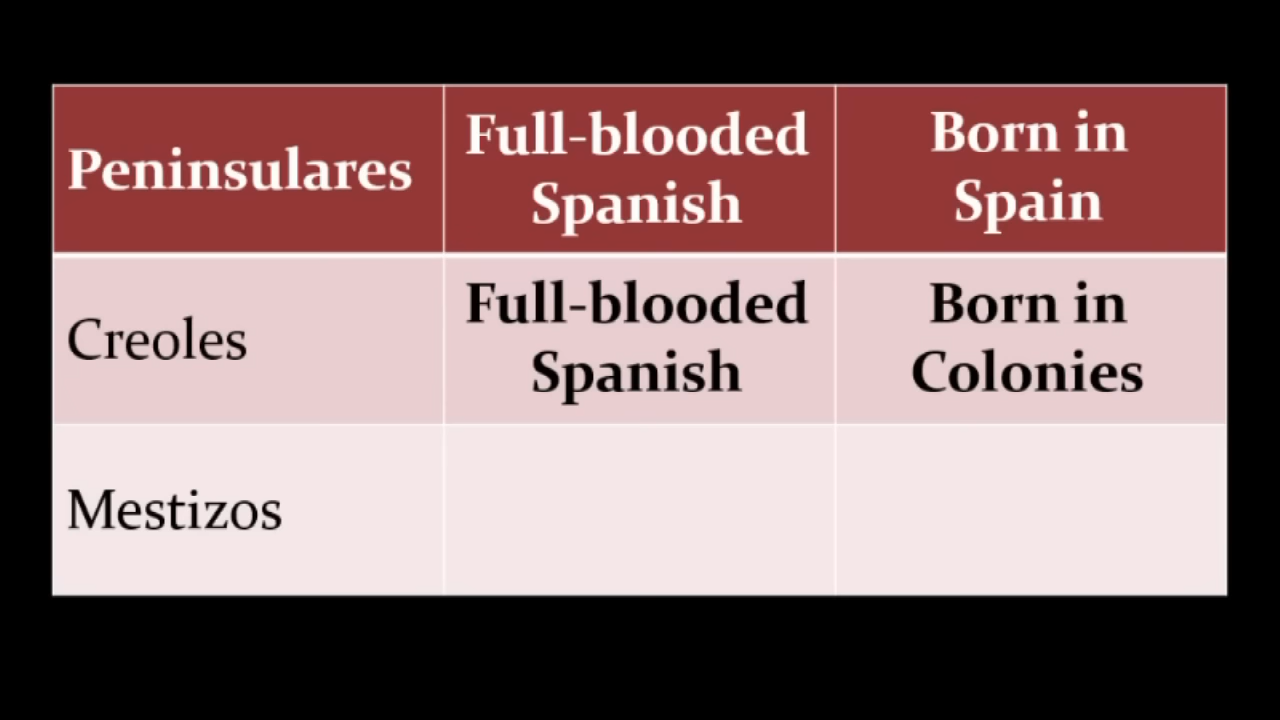 Peninsulares
Full-blooded
Spanish
Born in
Spain
Creoles
Full-blooded
Spanish
Born in
Colonies
Mestizos